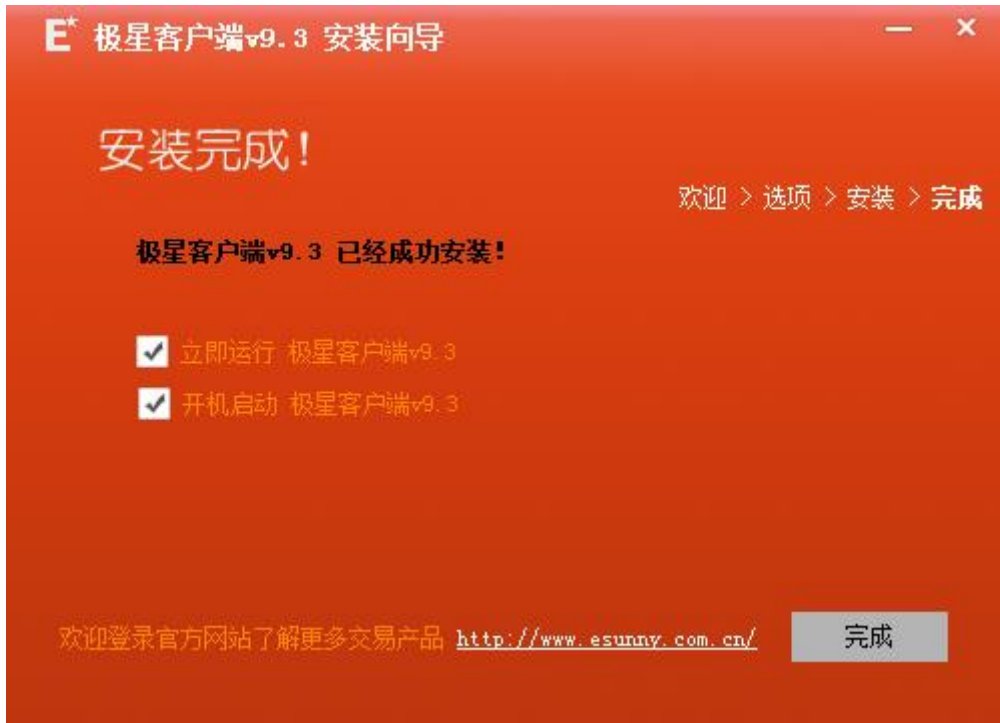 E* 极星客户端v9.3 安装向导
安装完成!
欢迎 > 选项 > 安装 > 完成
极星客户端v9.3 已经成功安装!
立即运行 极星客户端v9.3
开机启动 极星客户端v9.3
欢迎登录官方网站了解更多交易产品 http://www.esunny.com.cn/ 完成